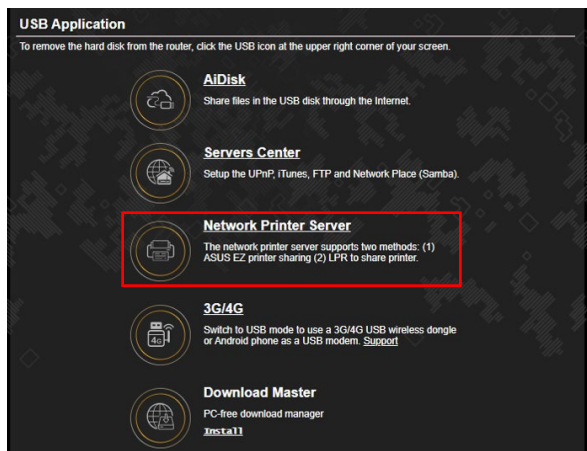 USB Application
To remove the hard disk from the router, click the USB icon at the upper right corner of your screen.
AiDisk
Share files in the USB disk through the Internet.
Servers Center
Setup the UPnP, iTunes, FTP and Network Place (Samba).
Network Printer Server
The network printer server supports two methods: (1)
ASUS EZ printer sharing (2) LPR to share printer.
3G/4G
4G
Switch to USB mode to use a 3G/4G USB wireless dongle
or Android phone as a USB modem. Support
Download Master
PC-free download manager
Install